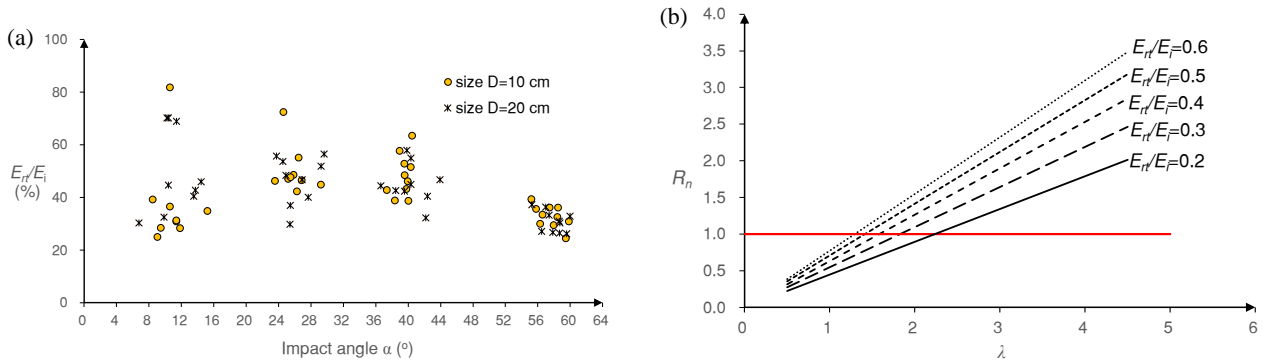 (a)
100
80
60
40
20
0
E_rt/E_i
(%)
size D=10 cm
size D=20 cm
0 4 8 12 16 20 24 28 32 36 40 44 48 52 56 60 64
Impact angle α (°)
(b)
4.0
3.5
3.0
2.5
2.0
1.5
1.0
0.5
0.0
R_n
E_rt/E_i=0.6
E_rt/E_i=0.5
E_rt/E_i=0.4
E_rt/E_i=0.3
E_rt/E_i=0.2
0 1 2 3 4 5 6
λ